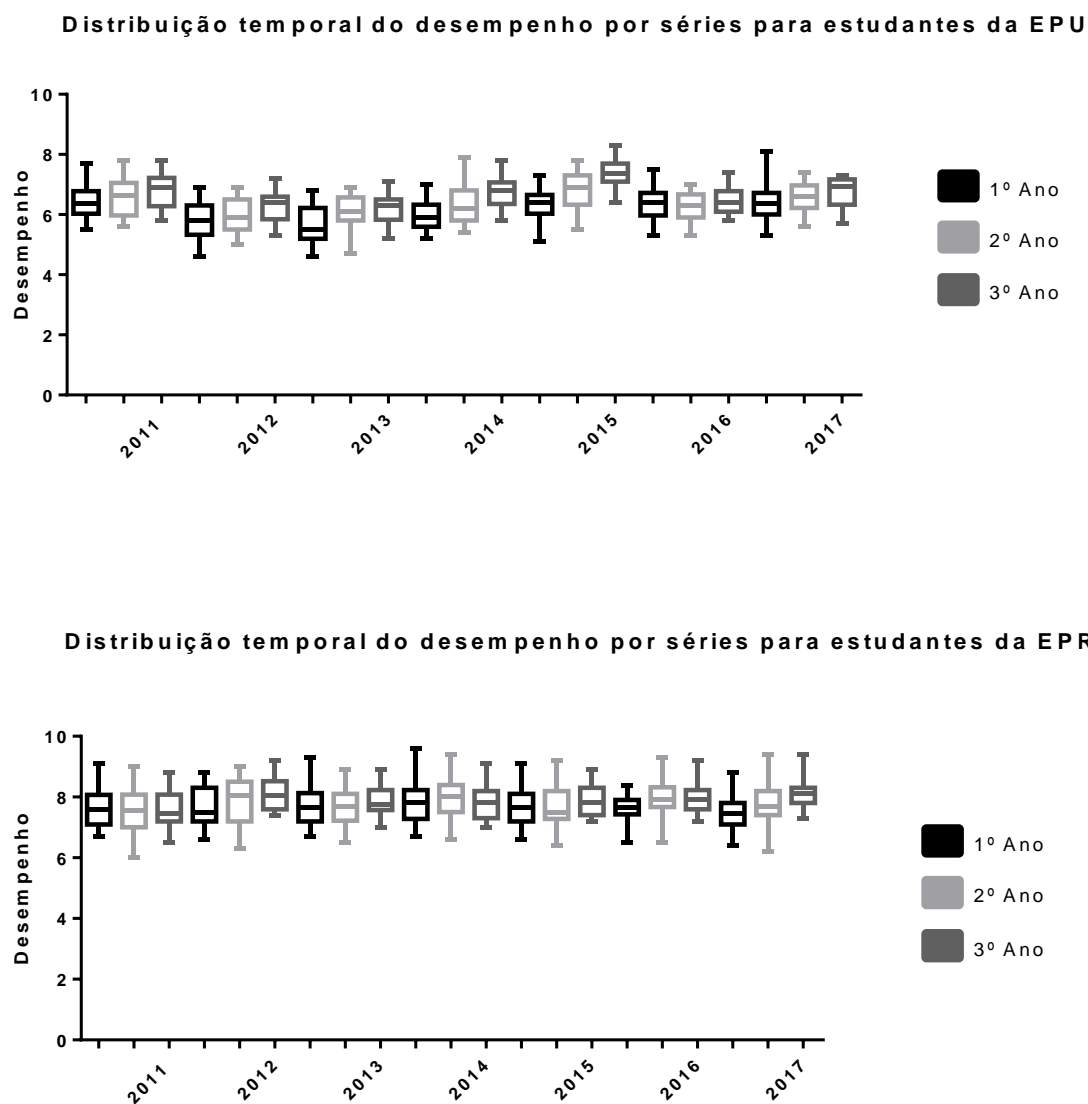 Distribuição temporal do desempenho por séries para estudantes da EPU
10
8
6
4
2
0
Desempenho
2011
2012
2013
2014
2015
2016
2017
1º Ano
2º Ano
3º Ano
Distribuição temporal do desempenho por séries para estudantes da EPR
10
8
6
4
2
0
Desempenho
2011
2012
2013
2014
2015
2016
2017
1º Ano
2º Ano
3º Ano